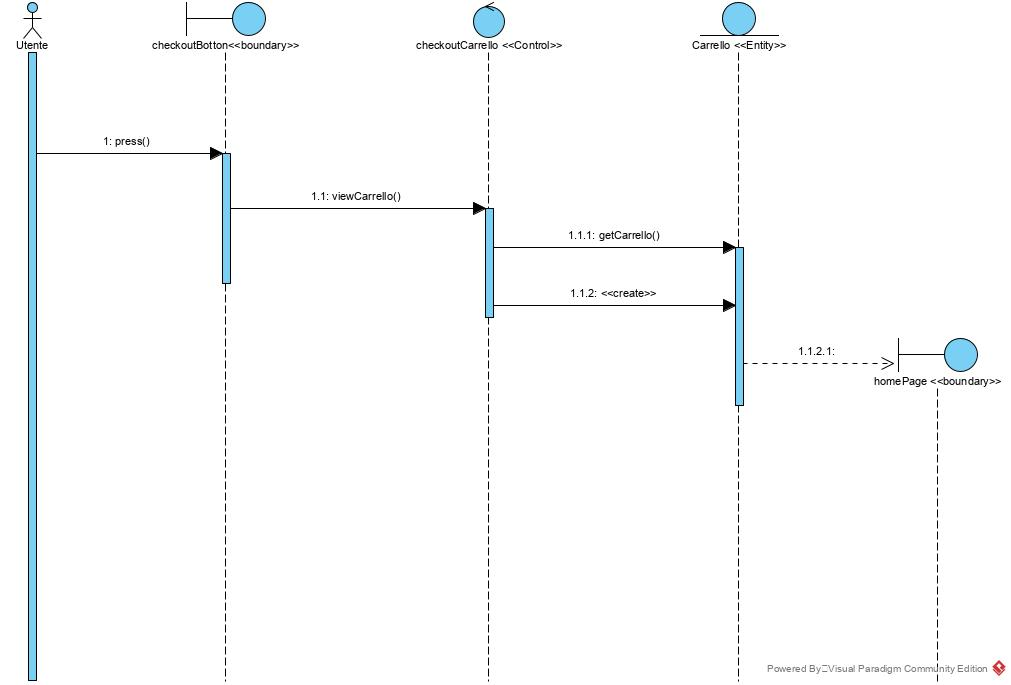 Utente
checkoutBotton<<boundary>>
checkoutCarrello <<Control>>
Carrello <<Entity>>
1: press()
1.1: viewCarrello()
1.1.1: getCarrello()
1.1.2: <<create>>
1.1.2.1:
homePage <<boundary>>
Powered By Visual Paradigm Community Edition